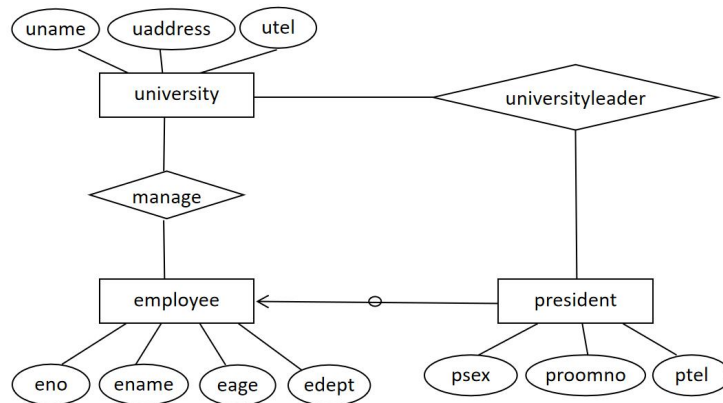 uname
uaddress
utel
university
universityleader
manage
employee
president
eno
ename
eage
edept
psex
proomno
ptel